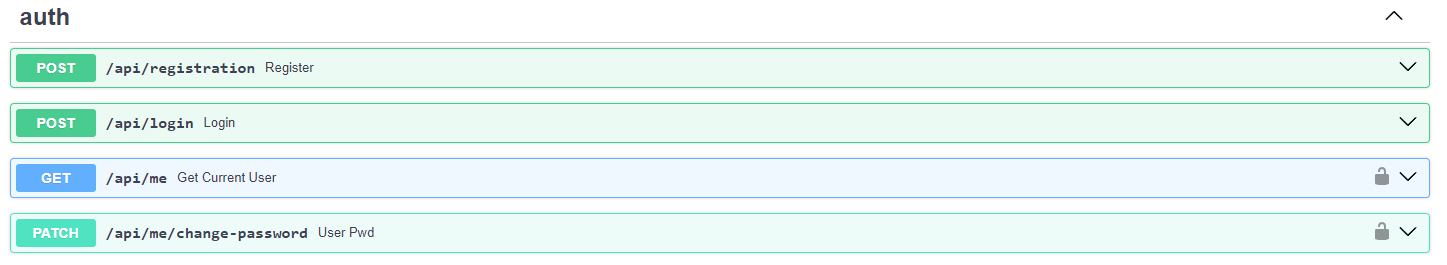 auth
POST /api/registration Register
POST /api/login Login
GET /api/me Get Current User
PATCH /api/me/change-password User Pwd